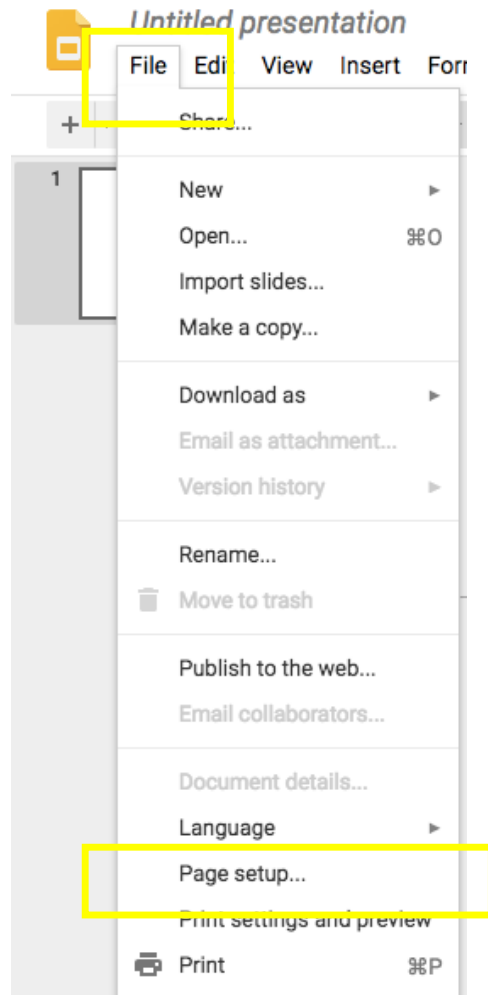 Untitled presentation
File Edit View Insert
+
Share...
1
New ►
Open... ⌘O
Import slides...
Make a copy...
Download as ►
Email as attachment...
Version history ►
Rename...
Move to trash
Publish to the web...
Email collaborators...
Document details...
Language ►
Page setup...
Print settings and preview
Print ⌘P